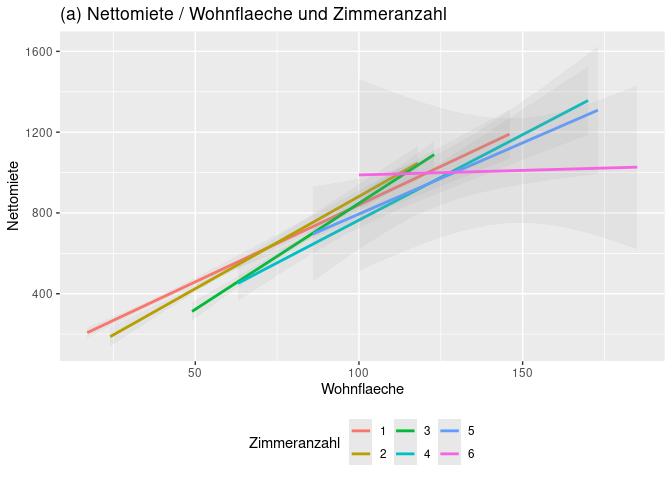 (a) Nettomiete / Wohnflaeche und Zimmeranzahl
Nettomiete
1600
1200
800
400
50 100 150
Wohnflaeche
Zimmeranzahl
1 3 5
2 4 6